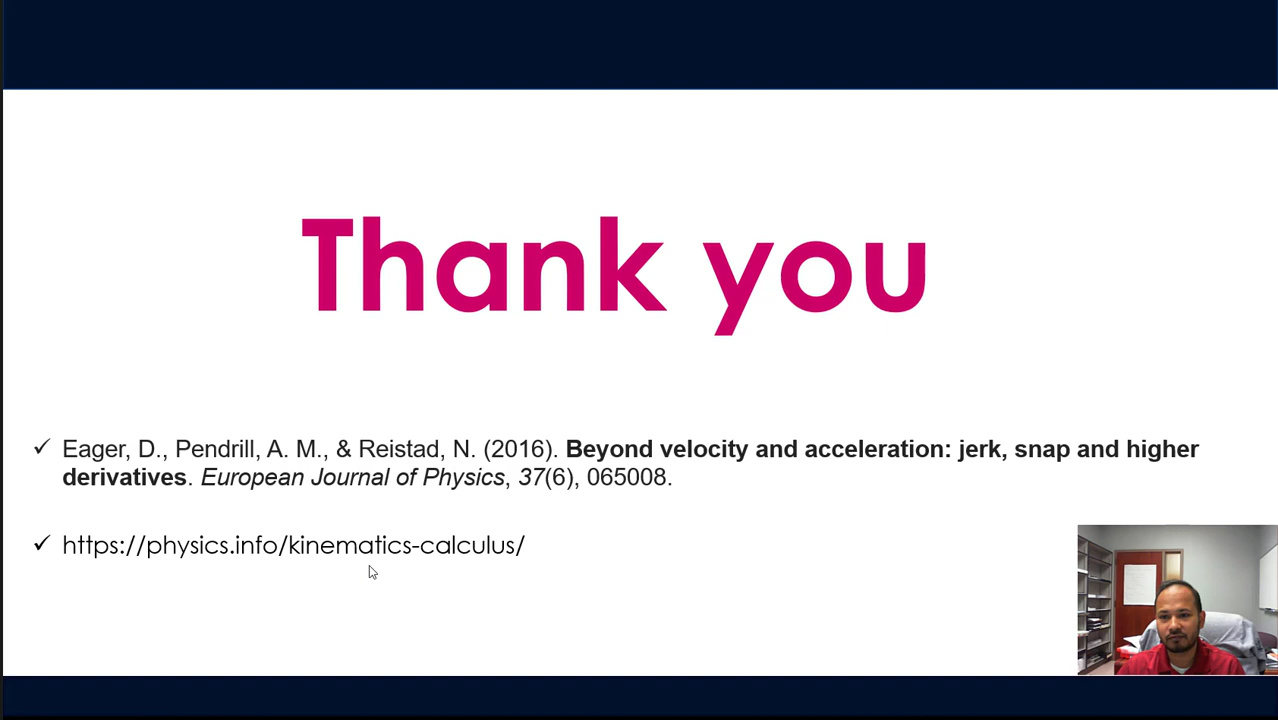 Thank you
✓ Eager, D., Pendrill, A. M., & Reistad, N. (2016). Beyond velocity and acceleration: jerk, snap and higher
derivatives. European Journal of Physics, 37(6), 065008.
✓ https://physics.info/kinematics-calculus/